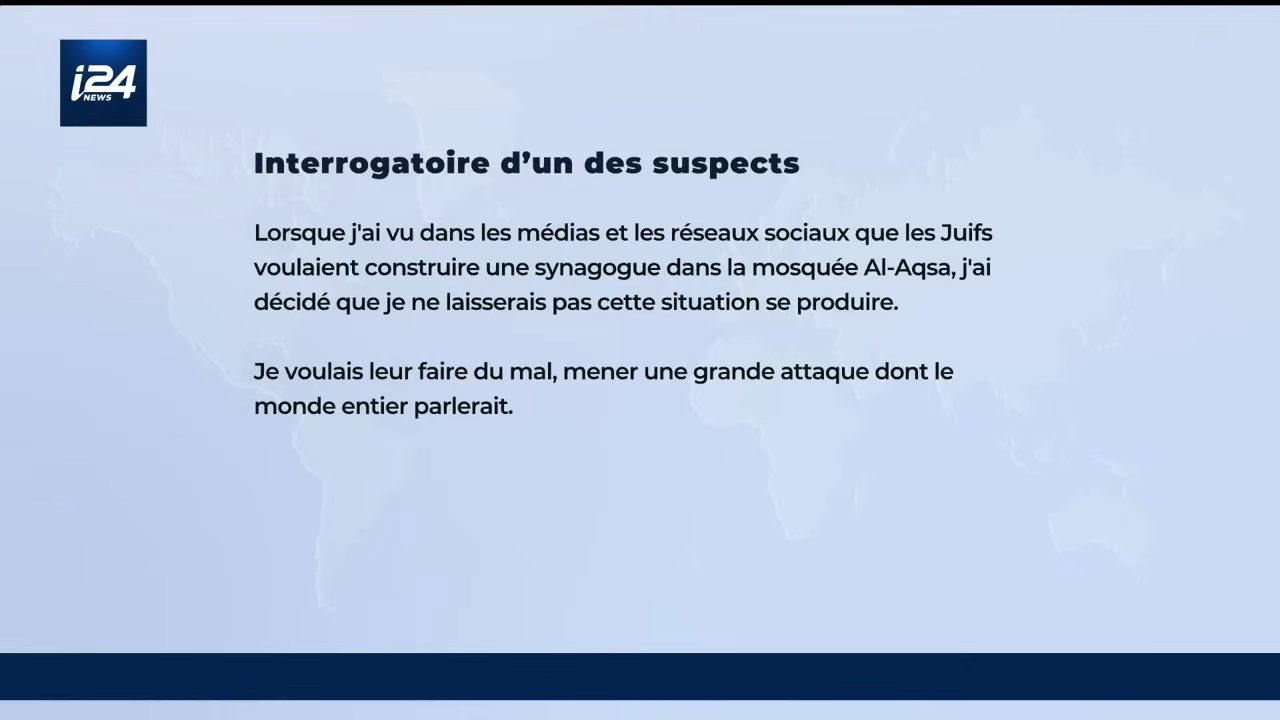 i24
NEWS
Interrogatoire d’un des suspects
Lorsque j'ai vu dans les médias et les réseaux sociaux que les Juifs
voulaient construire une synagogue dans la mosquée Al-Aqsa, j'ai
décidé que je ne laisserais pas cette situation se produire.
Je voulais leur faire du mal, mener une grande attaque dont le
monde entier parlerait.